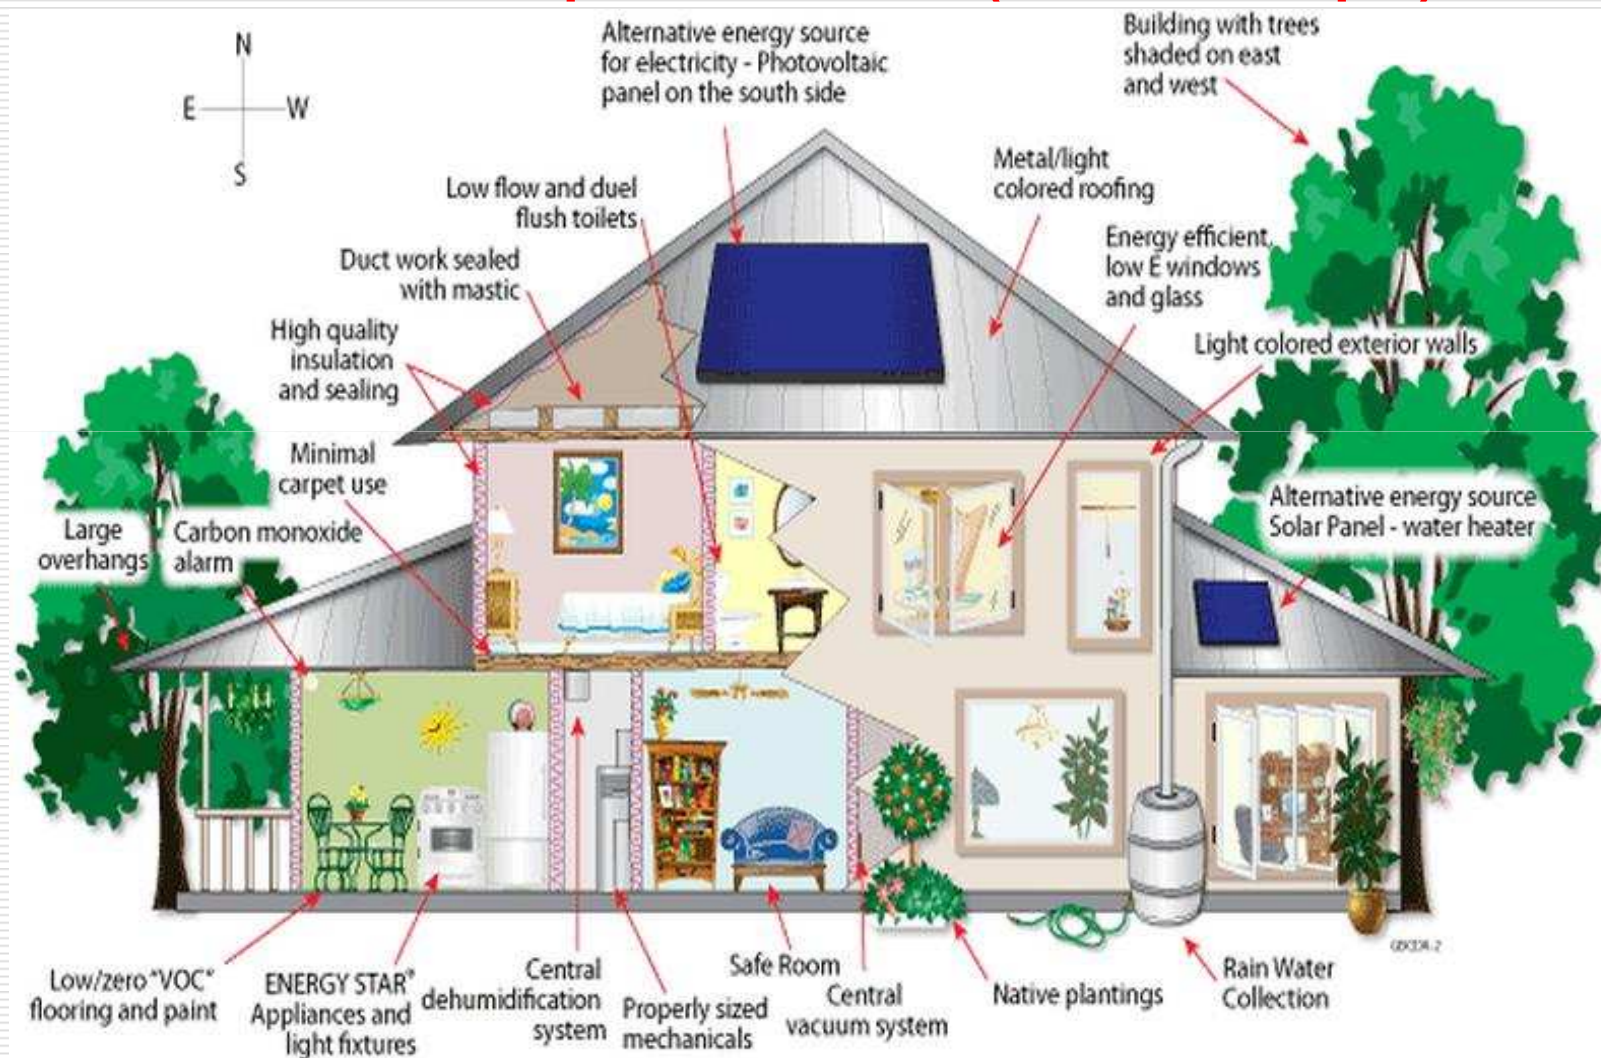 N
E W
S
Alternative energy source
for electricity - Photovoltaic
panel on the south side
Building with trees
shaded on east
and west
Low flow and duel
flush toilets
Metal/light
colored roofing
Duct work sealed
with mastic
Energy efficient,
low E windows
and glass
High quality
insulation
and sealing
Light colored exterior walls
Minimal
carpet use
Large
overhangs
Carbon monoxide
alarm
Alternative energy source
Solar Panel - water heater
Low/zero "VOC"
flooring and paint
ENERGY STAR®
Appliances and
light fixtures
Central
dehumidification
system
Properly sized
mechanicals
Safe Room
Central
vacuum system
Native plantings
Rain Water
Collection